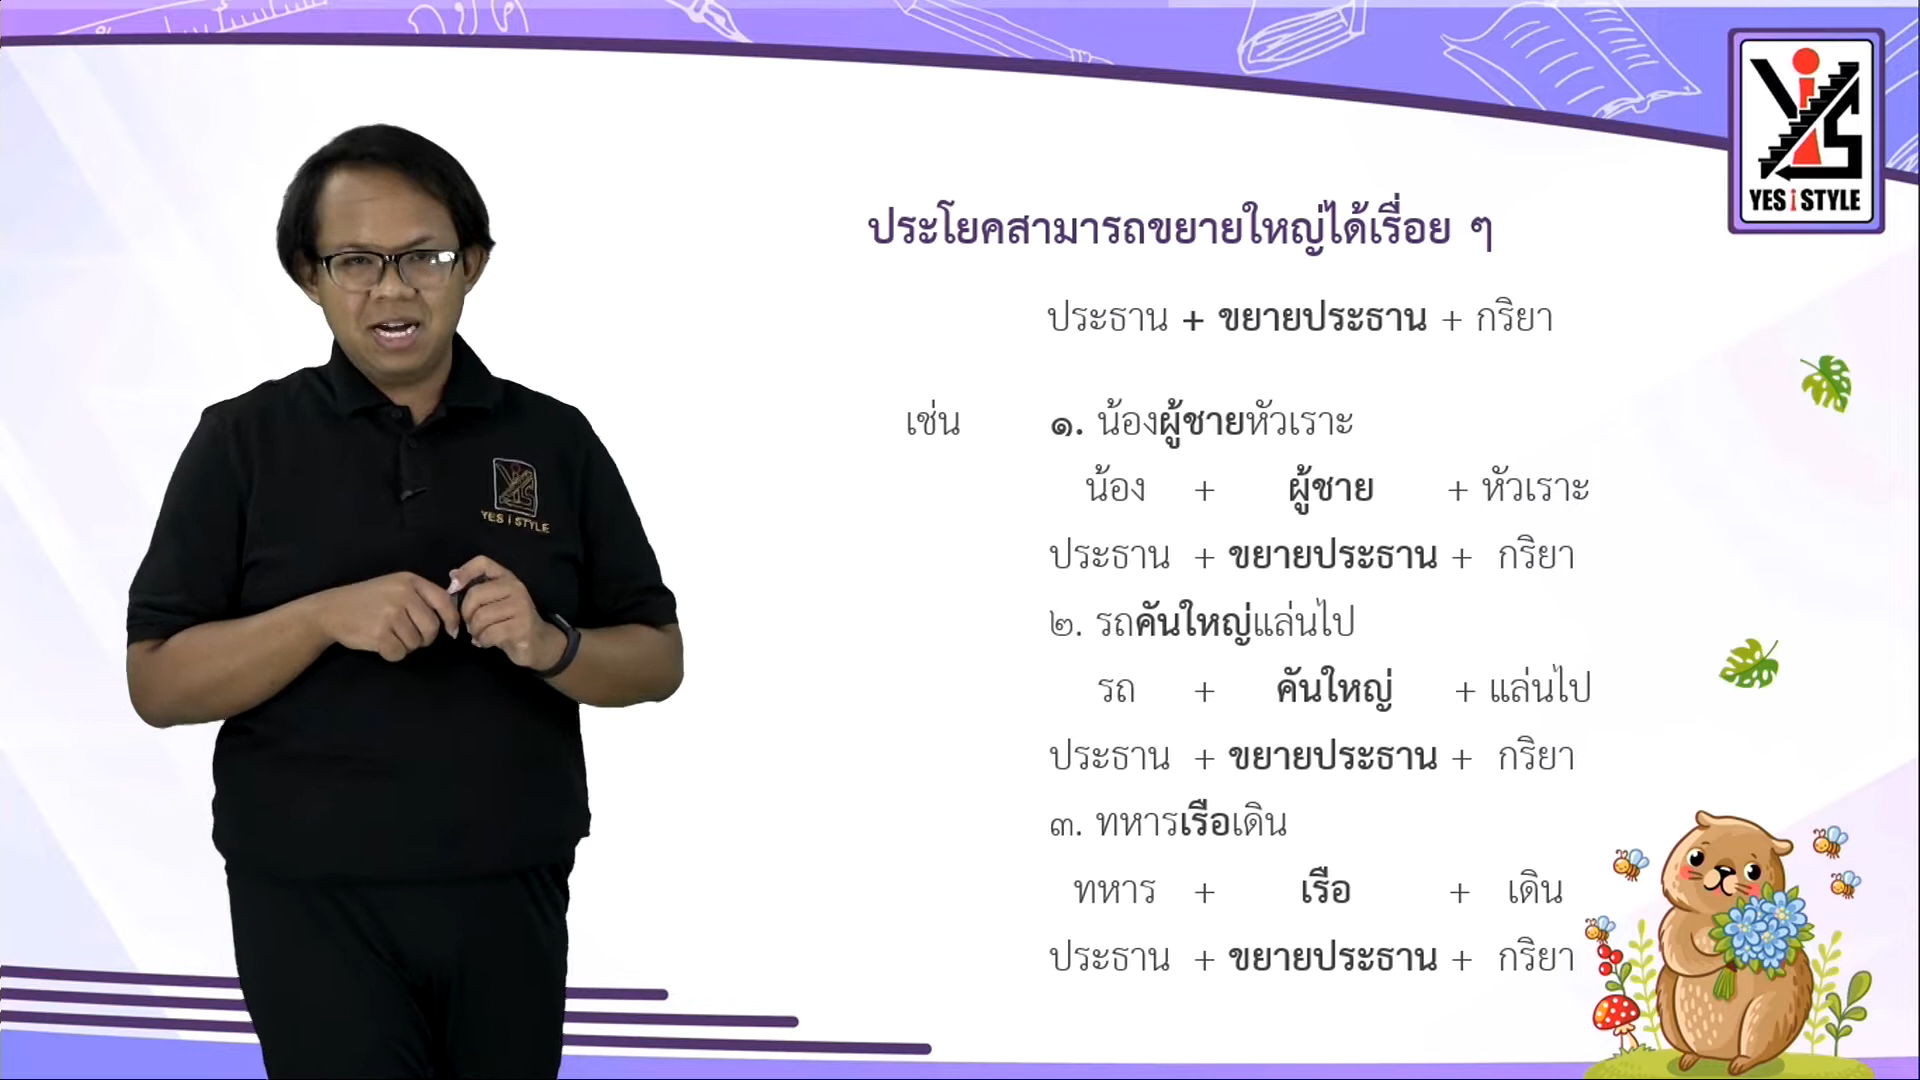 กขค
YES i STYLE
ประโยคสามารถขยายใหญ่ได้เรื่อย ๆ
ประธาน + ขยายประธาน + กริยา
เช่น ๑. น้องผู้ชายหัวเราะ
น้อง + ผู้ชาย + หัวเราะ
ประธาน + ขยายประธาน + กริยา
๒. รถคันใหญ่แล่นไป
รถ + คันใหญ่ + แล่นไป
ประธาน + ขยายประธาน + กริยา
๓. ทหารเรือเดิน
ทหาร + เรือ + เดิน
ประธาน + ขยายประธาน + กริยา
YES i STYLE